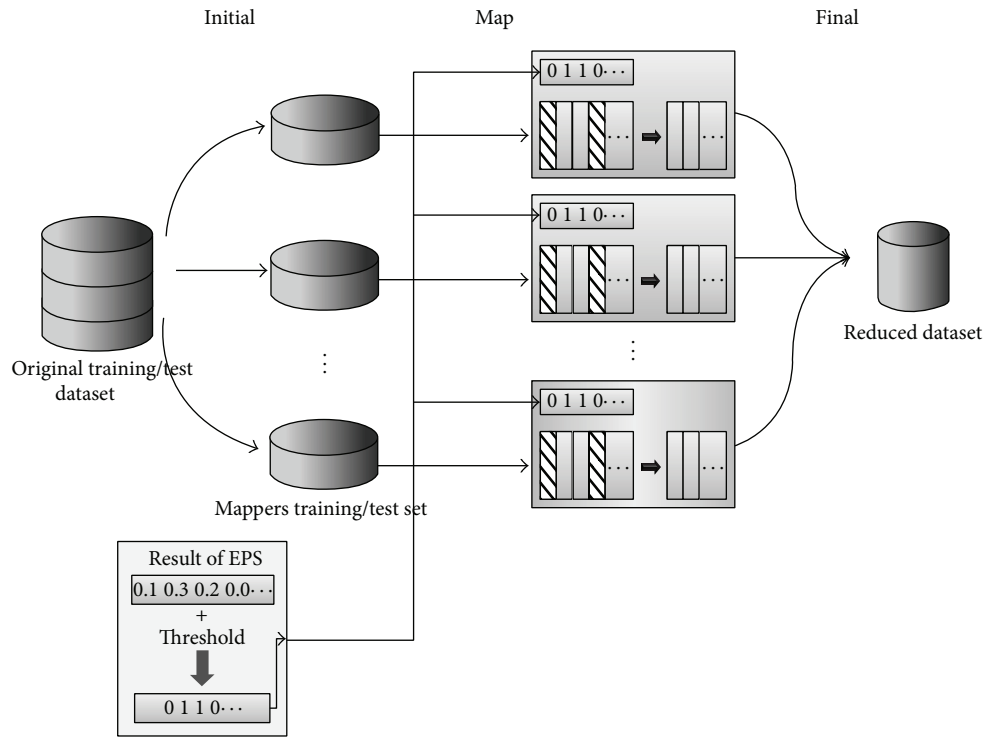 Initial
Map
Final
0 1 1 0···
···
···
0 1 1 0···
···
···
Original training/test
dataset
⋮
⋮
Reduced dataset
0 1 1 0···
···
···
Mappers training/test set
Result of EPS
0.1 0.3 0.2 0.0···
+
Threshold
0 1 1 0···